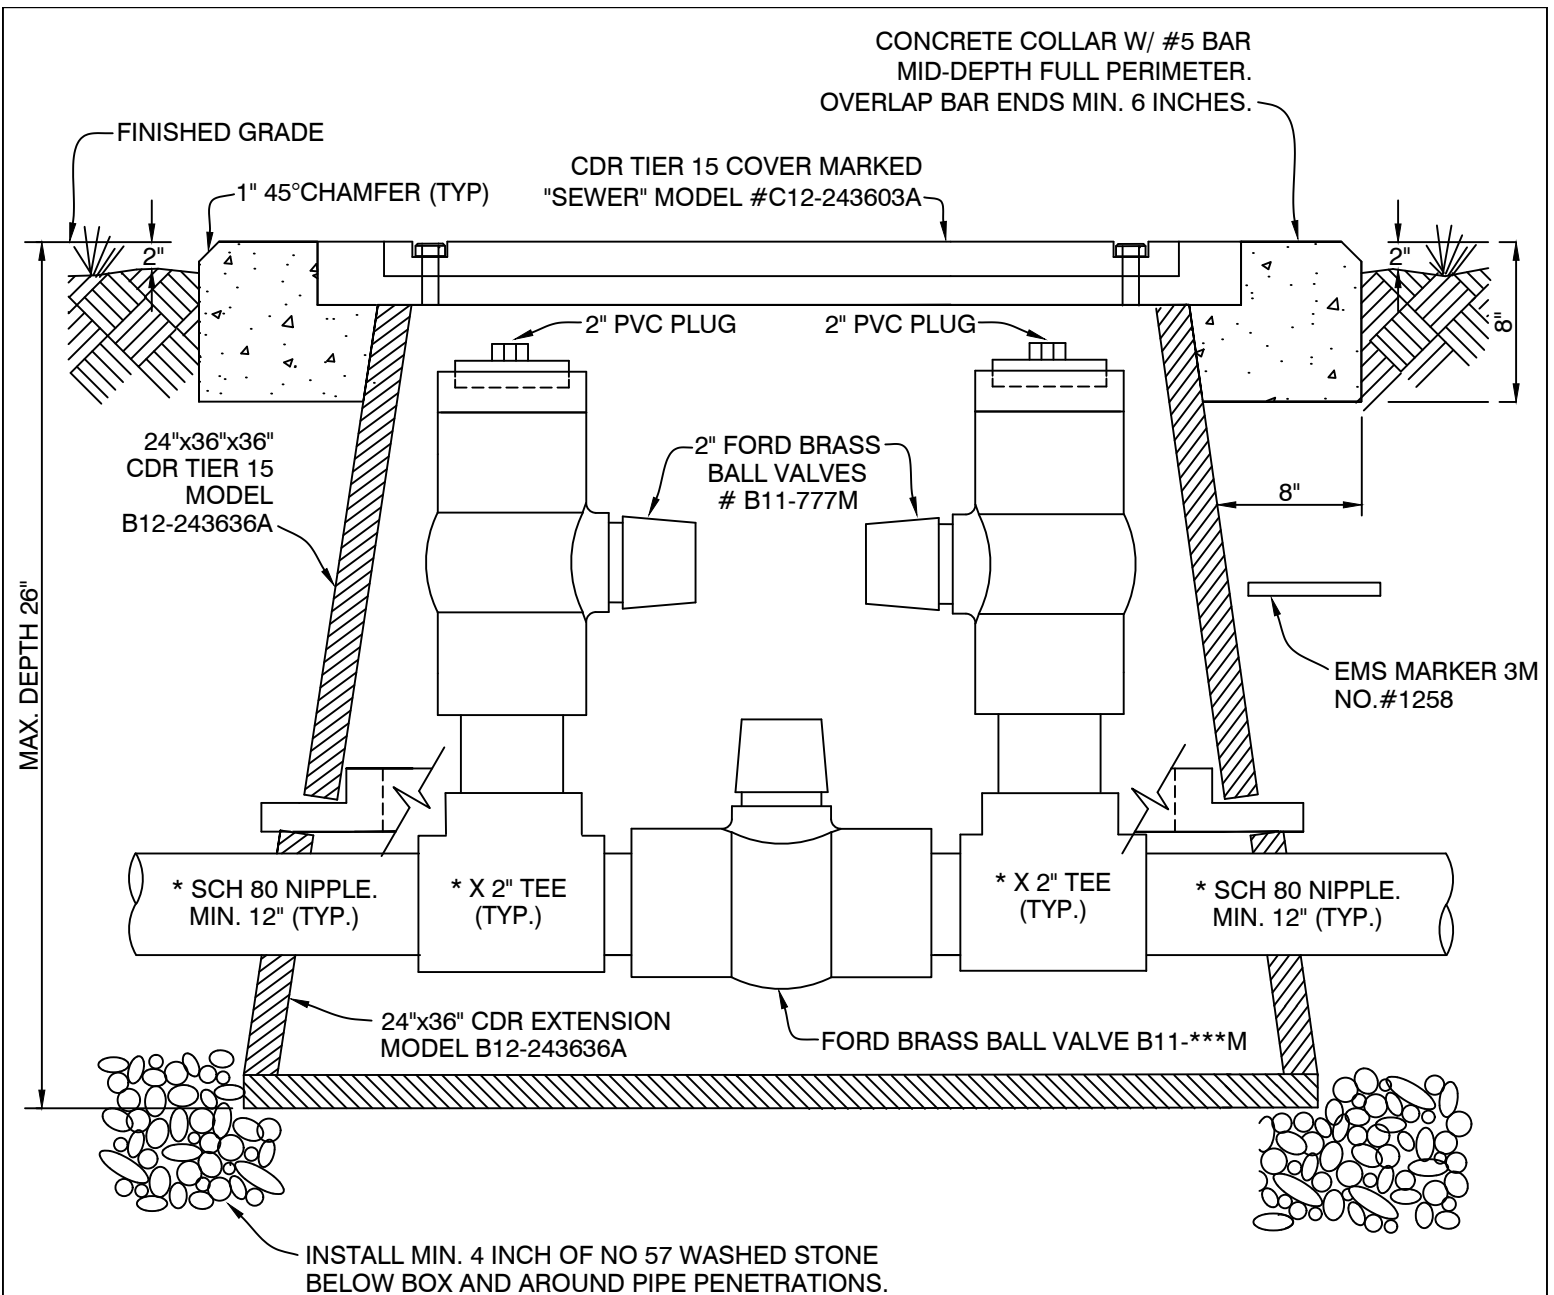 CONCRETE COLLAR W/ #5 BAR
MID-DEPTH FULL PERIMETER.
OVERLAP BAR ENDS MIN. 6 INCHES.
FINISHED GRADE
CDR TIER 15 COVER MARKED
"SEWER" MODEL #C12-243603A
1" 45°CHAMFER (TYP)
2"
2"
8"
2" PVC PLUG
2" PVC PLUG
24"x36"x36"
CDR TIER 15
MODEL
B12-243636A
2" FORD BRASS
BALL VALVES
# B11-777M
8"
MAX. DEPTH 26"
EMS MARKER 3M
NO.#1258
* SCH 80 NIPPLE.
MIN. 12" (TYP.)
* X 2" TEE
(TYP.)
* X 2" TEE
(TYP.)
* SCH 80 NIPPLE.
MIN. 12" (TYP.)
24"x36" CDR EXTENSION
MODEL B12-243636A
FORD BRASS BALL VALVE B11-***M
INSTALL MIN. 4 INCH OF NO 57 WASHED STONE
BELOW BOX AND AROUND PIPE PENETRATIONS.